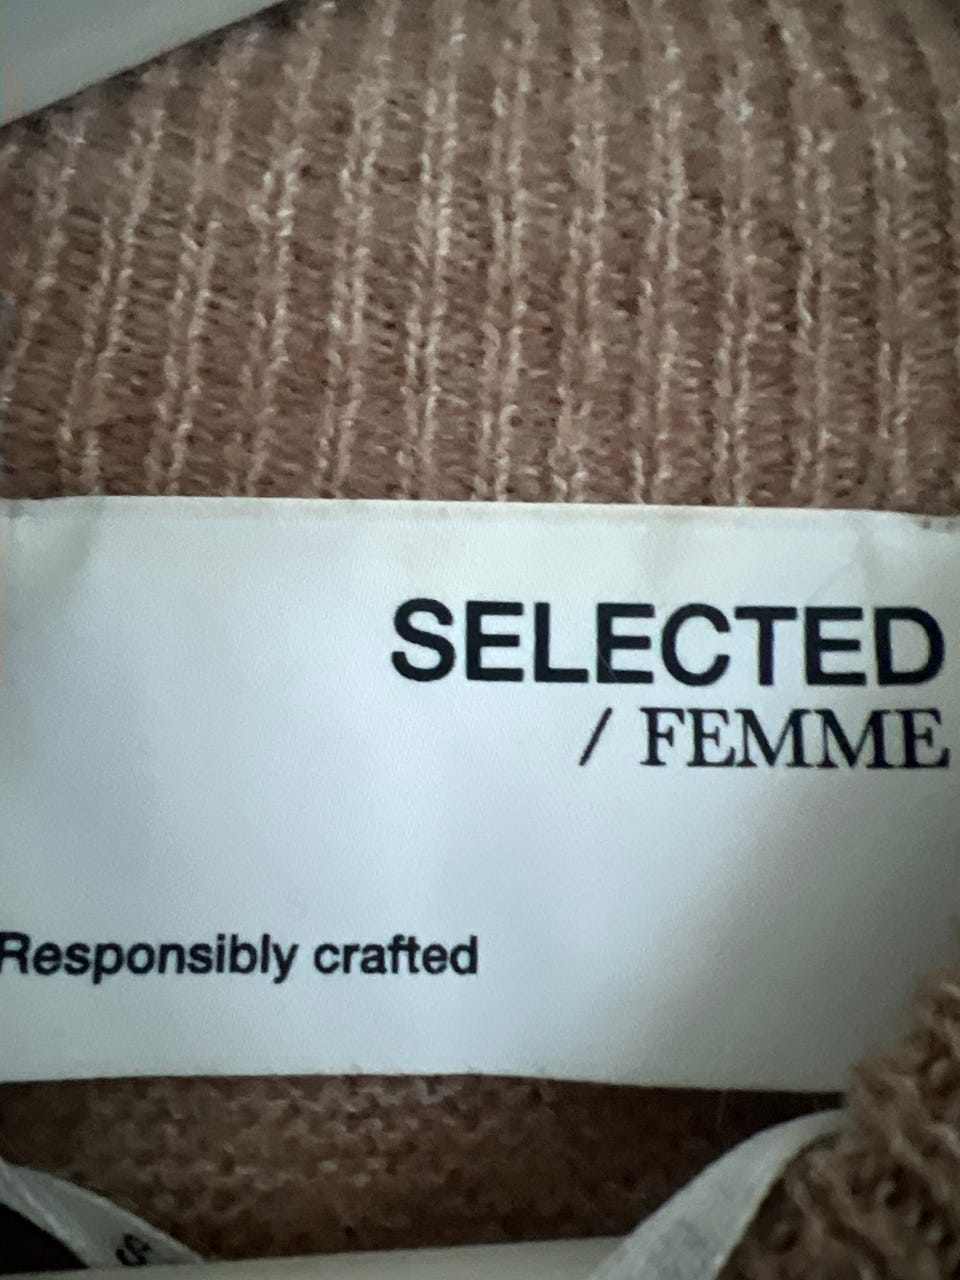 SELECTED
/ FEMME
Responsibly crafted